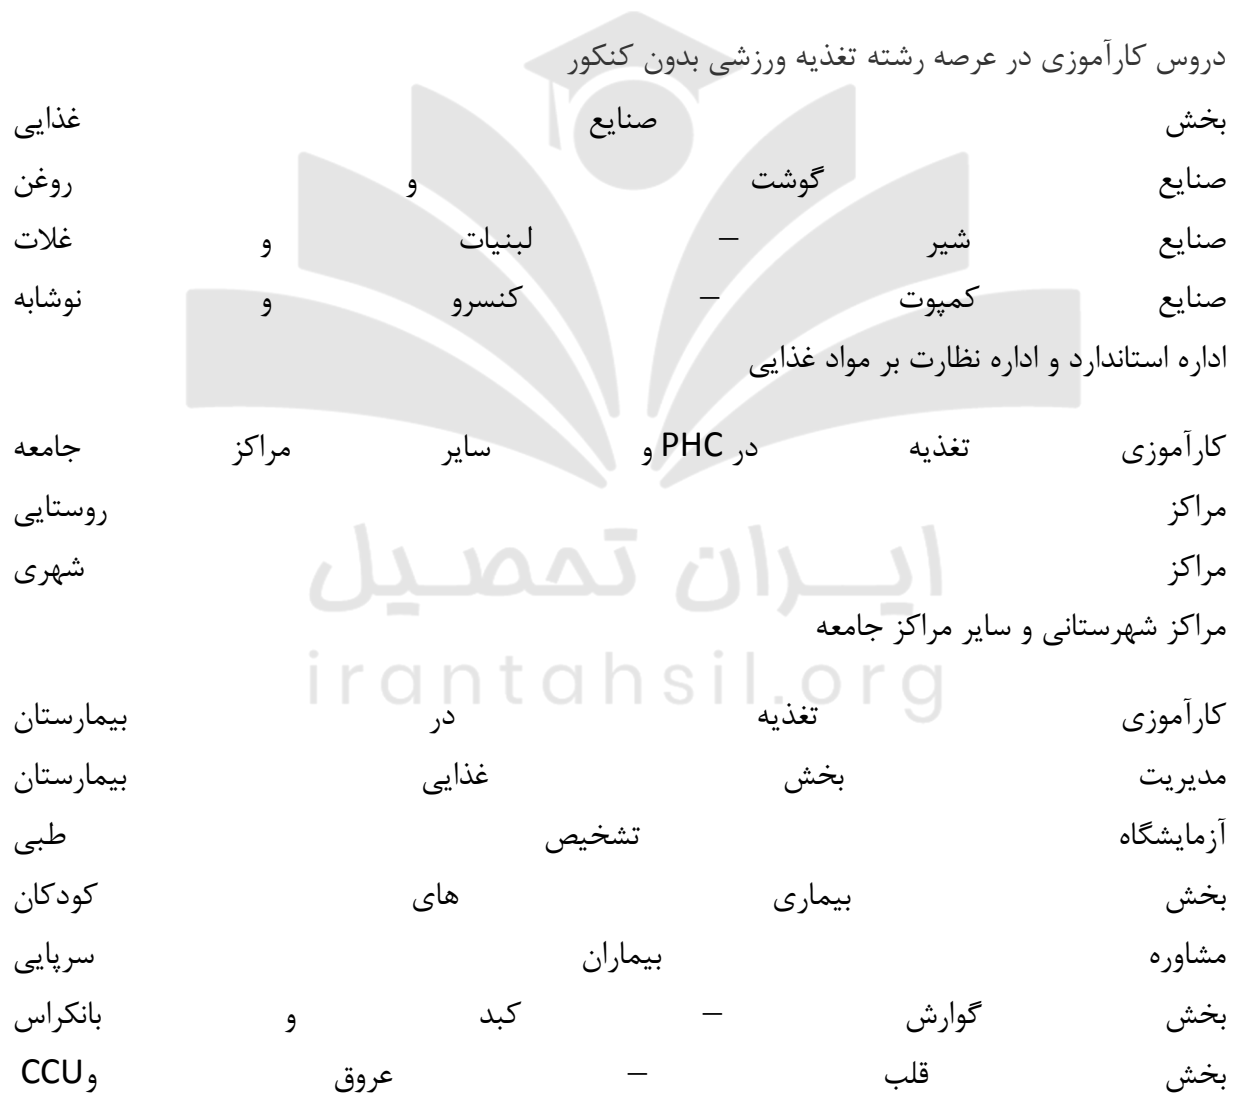 دروس کارآموزی در عرصه رشته تغذیه ورزشی بدون کنکور
بخش صنایع غذایی
صنایع گوشت و روغن
صنایع شیر – لبنیات و غلات
صنایع کمپوت – کنسرو و نوشابه
اداره استاندارد و اداره نظارت بر مواد غذایی
کارآموزی تغذیه در PHC و سایر مراکز جامعه
مراکز روستایی
مراکز شهری
ایران تحصیل
مراکز شهرستانی و سایر مراکز جامعه
irantahsil.org
کارآموزی تغذیه در بیمارستان
مدیریت بخش غذایی بیمارستان
آزمایشگاه تشخیص طبی
بخش بیماری های کودکان
مشاوره بیماران سرپایی
بخش گوارش – کبد و بانکراس
بخش قلب – عروق وCCU